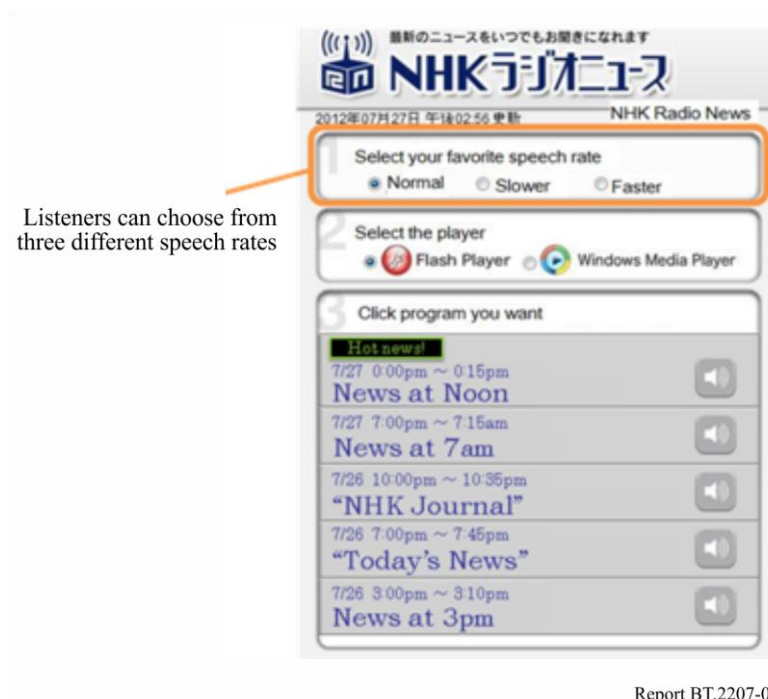 最新のニュースをいつでもお聞きになれます
NHKラジオニュース
2012年07月27日 午後02:56 更新
NHK Radio News
1
Select your favorite speech rate
Normal Slower Faster
Listeners can choose from
three different speech rates
2
Select the player
Flash Player Windows Media Player
3
Click program you want
Hot news!
7/27 0:00pm ~ 0:15pm
News at Noon
7/27 7:00pm ~ 7:15am
News at 7am
7/26 10:00pm ~ 10:35pm
“NHK Journal”
7/26 7:00pm ~ 7:45pm
“Today’s News”
7/26 3:00pm ~ 3:10pm
News at 3pm
Report BT.2207-0